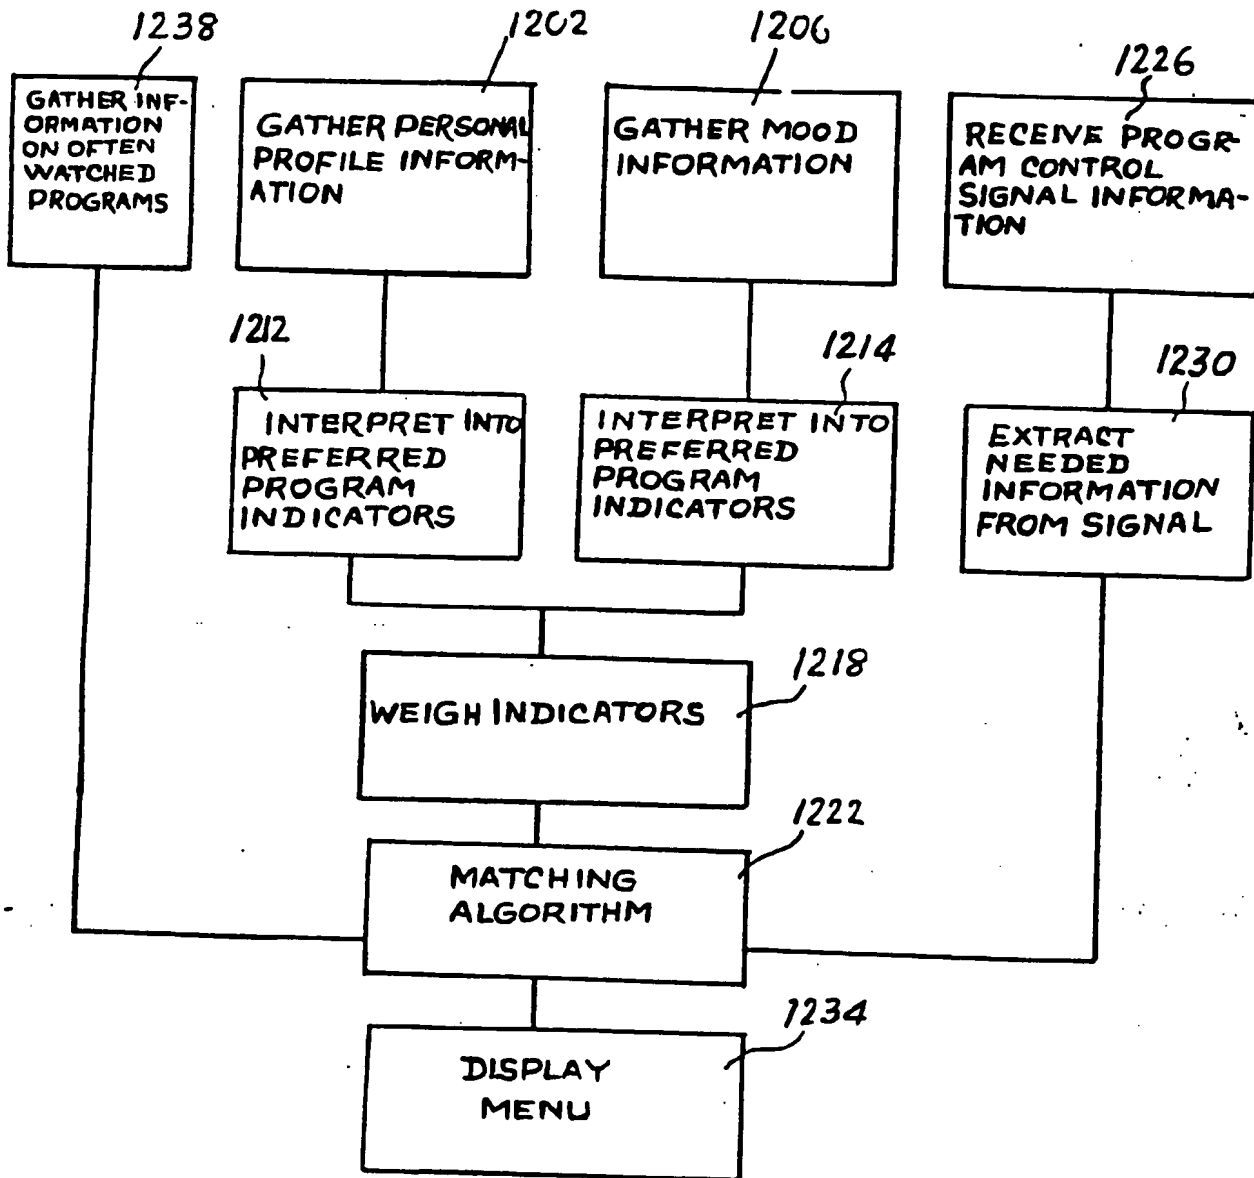 1238
GATHER INF-
ORMATION
ON OFTEN
WATCHED
PROGRAMS
1202
GATHER PERSONAL
PROFILE INFORM-
ATION
1206
GATHER MOOD
INFORMATION
1226
RECEIVE PROGR-
AM CONTROL
SIGNAL INFORMA-
TION
1212
INTERPRET INTO
PREFERRED
PROGRAM
INDICATORS
1214
INTERPRET INTO
PREFERRED
PROGRAM
INDICATORS
1230
EXTRACT
NEEDED
INFORMATION
FROM SIGNAL
1218
WEIGH INDICATORS
1222
MATCHING
ALGORITHM
1234
DISPLAY
MENU